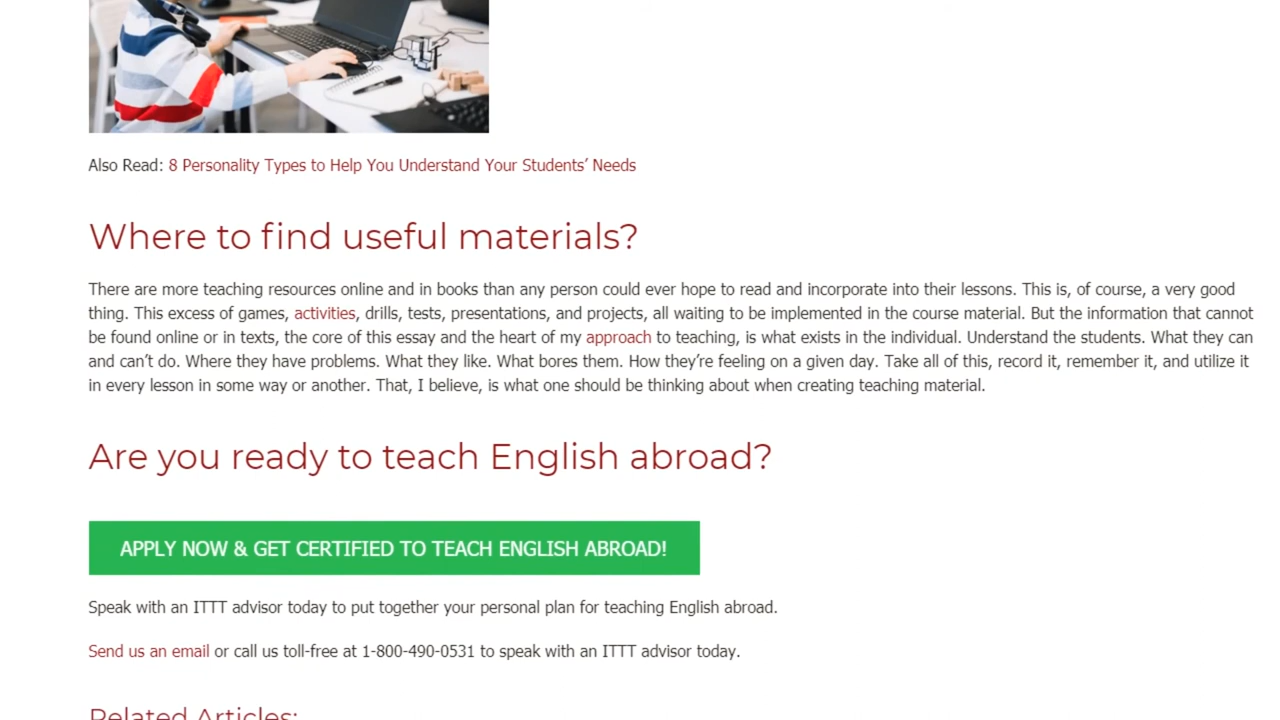 Also Read: 8 Personality Types to Help You Understand Your Students’ Needs
Where to find useful materials?
There are more teaching resources online and in books than any person could ever hope to read and incorporate into their lessons. This is, of course, a very good
thing. This excess of games, activities, drills, tests, presentations, and projects, all waiting to be implemented in the course material. But the information that cannot
be found online or in texts, the core of this essay and the heart of my approach to teaching, is what exists in the individual. Understand the students. What they can
and can’t do. Where they have problems. What they like. What bores them. How they’re feeling on a given day. Take all of this, record it, remember it, and utilize it
in every lesson in some way or another. That, I believe, is what one should be thinking about when creating teaching material.
Are you ready to teach English abroad?
APPLY NOW & GET CERTIFIED TO TEACH ENGLISH ABROAD!
Speak with an ITTT advisor today to put together your personal plan for teaching English abroad.
Send us an email or call us toll-free at 1-800-490-0531 to speak with an ITTT advisor today.
Related Articles: